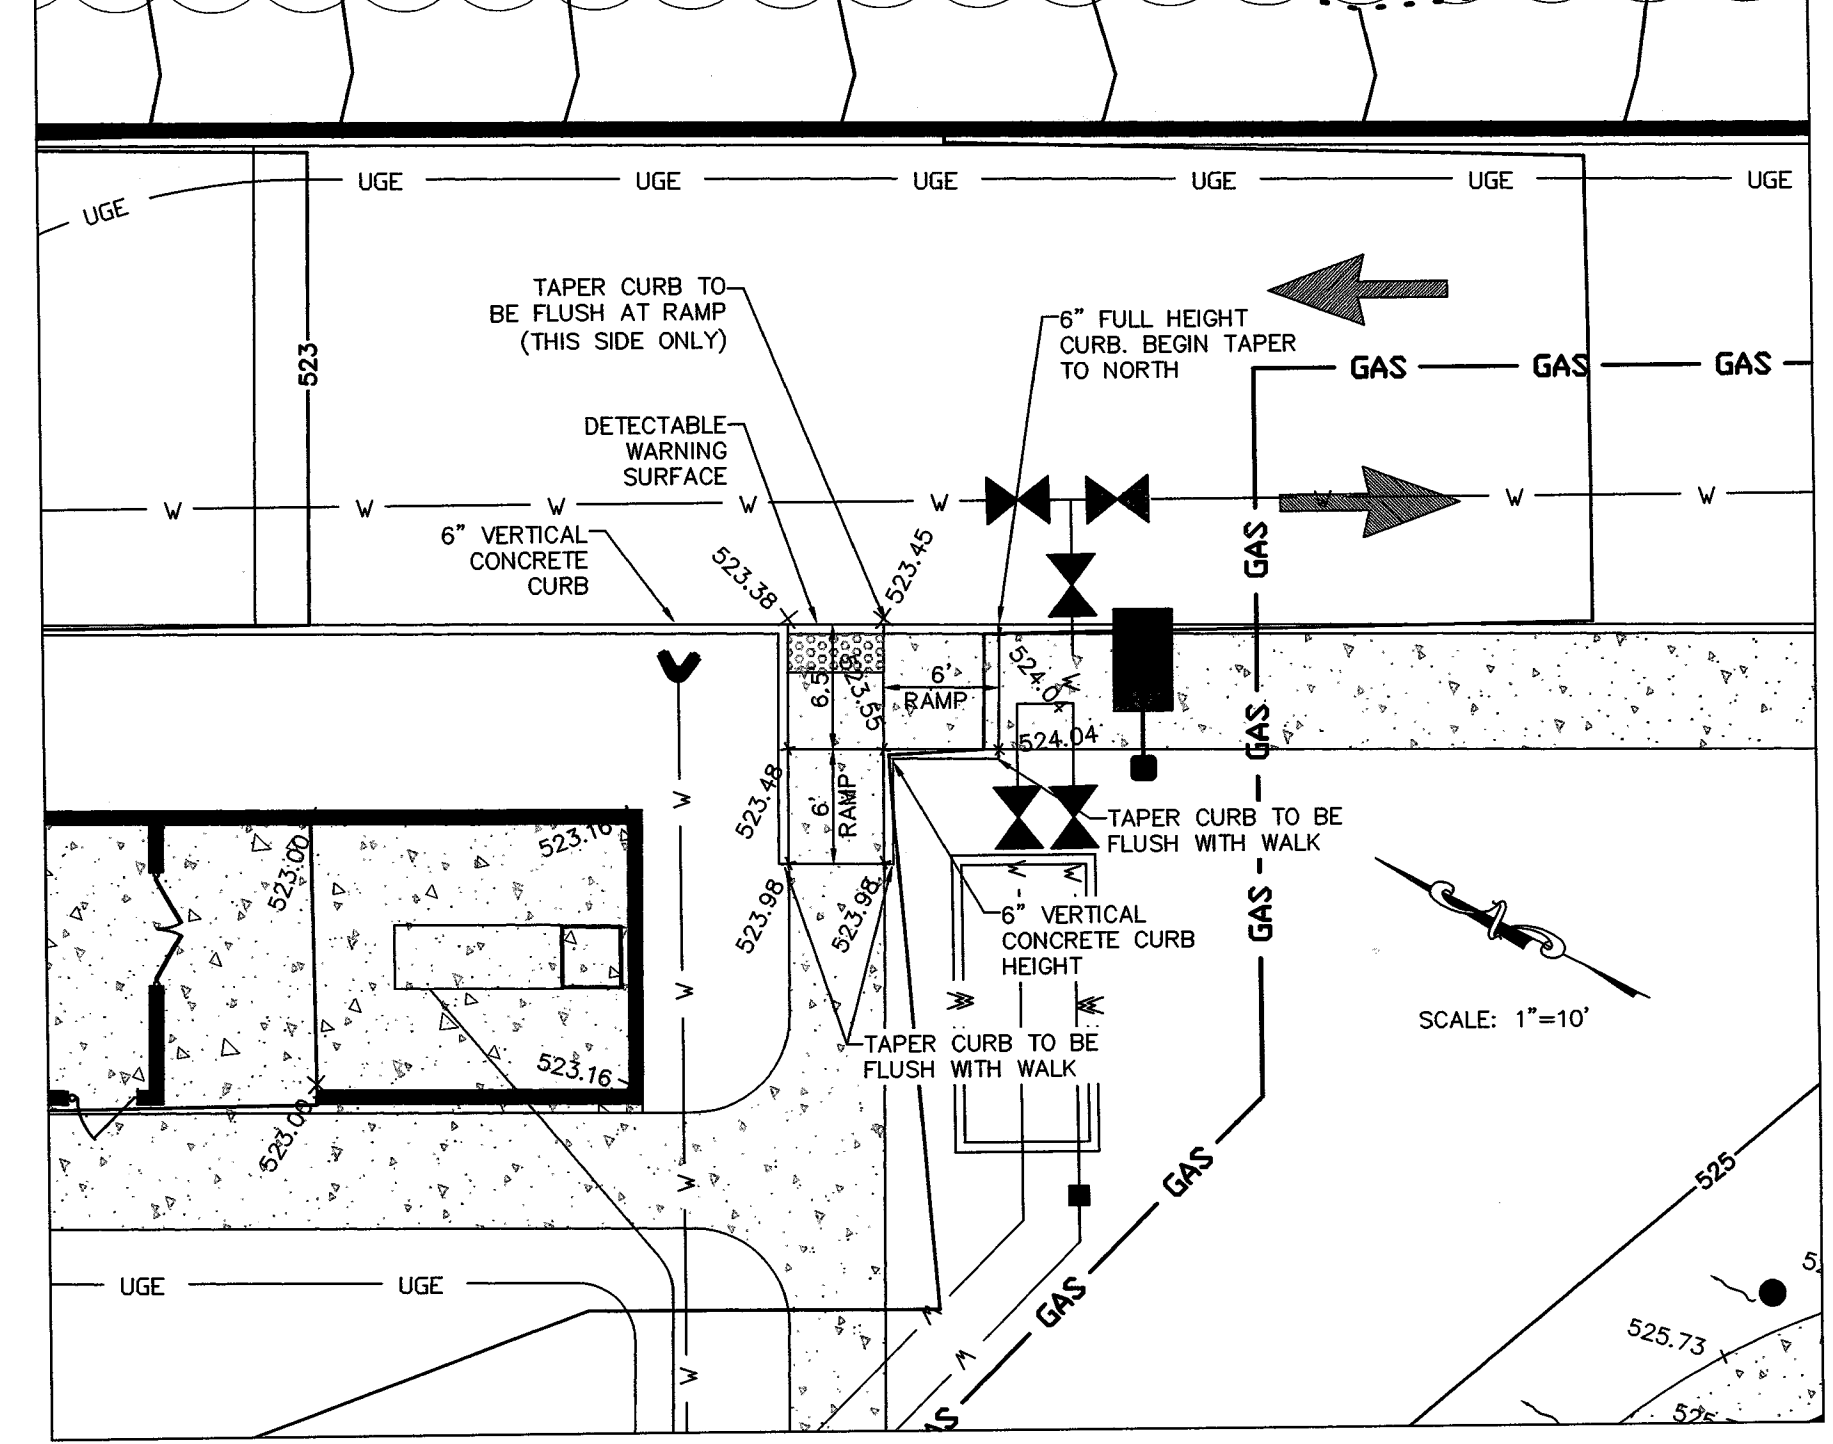 UGE
UGE
UGE
UGE
UGE
UGE
UGE
523
TAPER CURB TO
BE FLUSH AT RAMP
(THIS SIDE ONLY)
6" FULL HEIGHT
CURB. BEGIN TAPER
TO NORTH
GAS
GAS
GAS
DETECTABLE
WARNING
SURFACE
W
W
W
W
W
W
W
W
6" VERTICAL
CONCRETE
CURB
523.38
523.45
GAS
6.5'
523.55
6'
RAMP
524.04
W
524.04
GAS
523.48
6'
RAMP
W
TAPER CURB TO BE
FLUSH WITH WALK
523.00
523.16
523.98
523.98
W
W
GAS
6" VERTICAL
CONCRETE CURB
HEIGHT
W
W
W
SCALE: 1"=10'
TAPER CURB TO BE
FLUSH WITH WALK
523.16
523.00
W
GAS
525
UGE
UGE
GAS
W
W
W
525.73